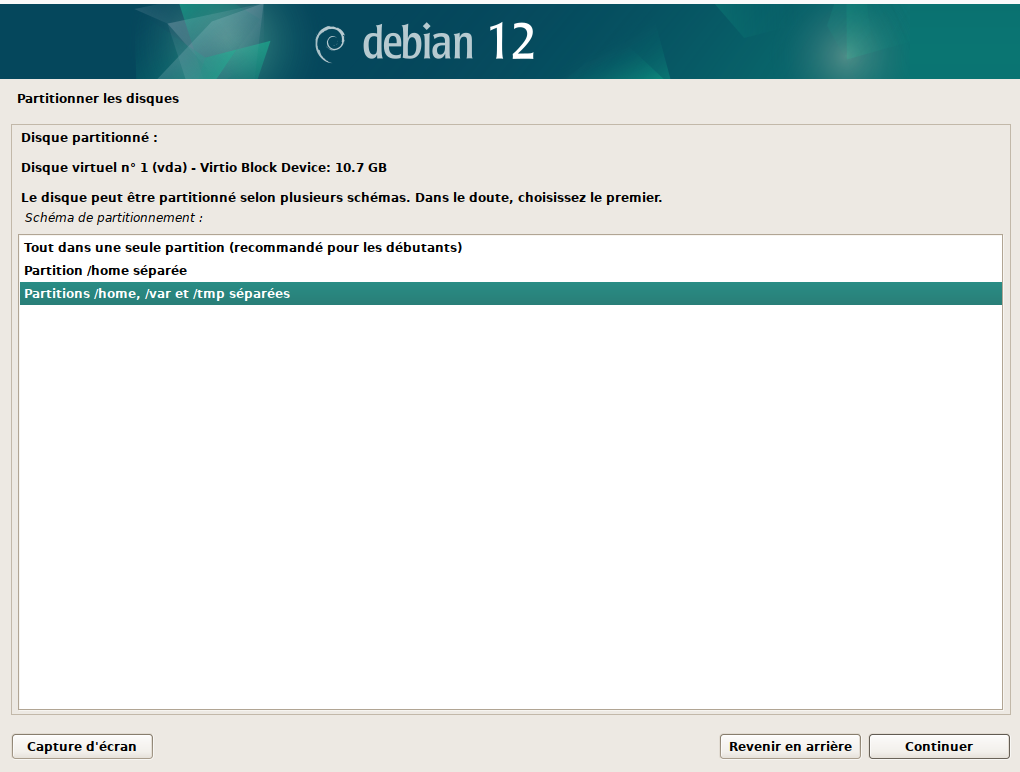 debian 12
Partitionner les disques
Disque partitionné :
Disque virtuel n° 1 (vda) - Virtio Block Device: 10.7 GB
Le disque peut être partitionné selon plusieurs schémas. Dans le doute, choisissez le premier.
Schéma de partitionnement :
Tout dans une seule partition (recommandé pour les débutants)
Partition /home séparée
Partitions /home, /var et /tmp séparées
Capture d'écran
Revenir en arrière
Continuer